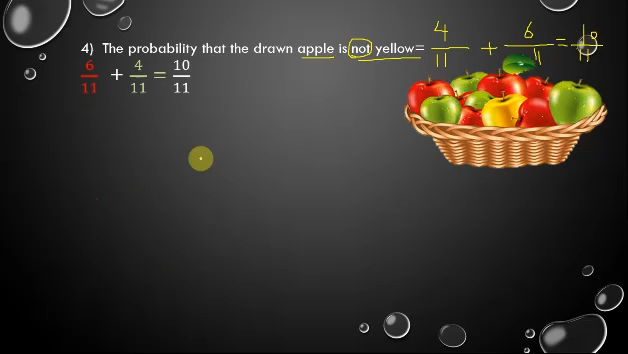 4) The probability that the drawn apple is not yellow= 4/11 + 6/11 = 10/11
6/11 + 4/11 = 10/11